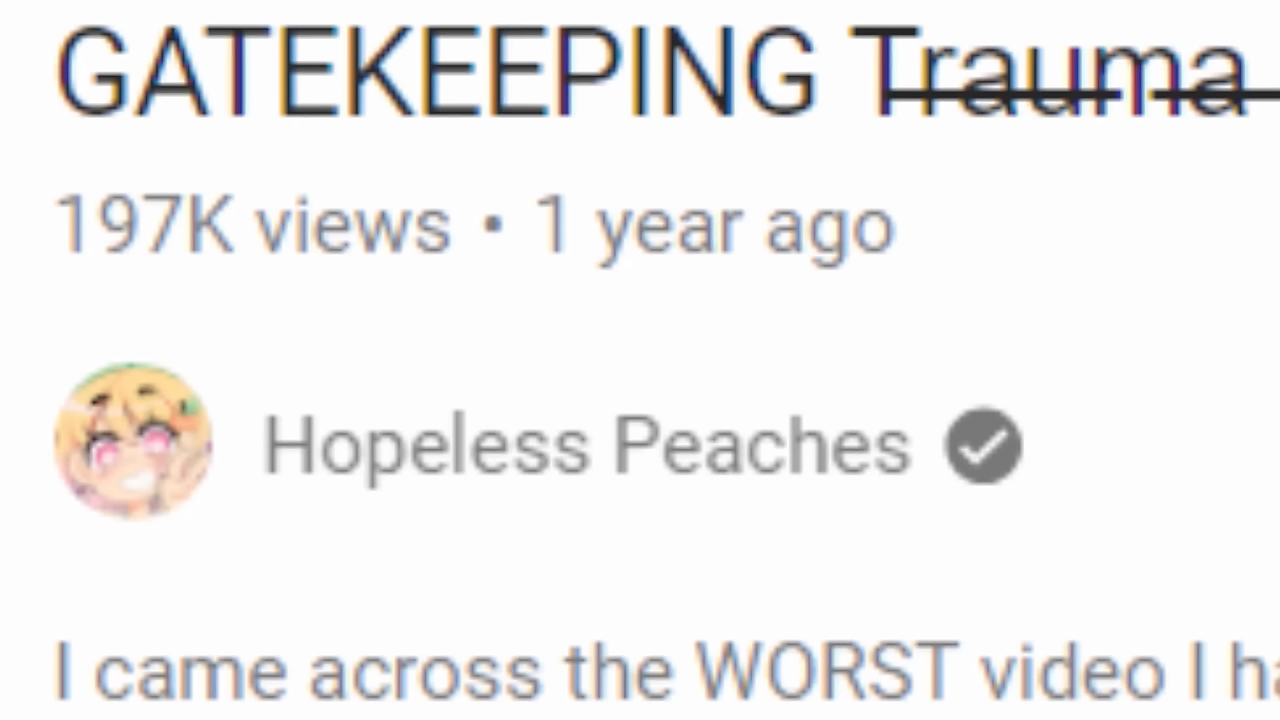 GATEKEEPING Trauma
197K views • 1 year ago
Hopeless Peaches
I came across the WORST video I